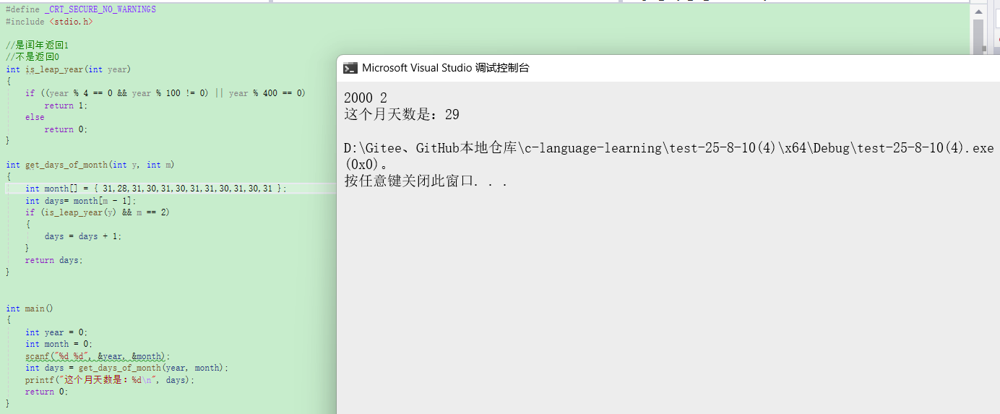 #define _CRT_SECURE_NO_WARNINGS
#include <stdio.h>
//是闰年返回1
//不是返回0
int is_leap_year(int year)
{
if ((year % 4 == 0 && year % 100 != 0) || year % 400 == 0)
return 1;
else
return 0;
}
int get_days_of_month(int y, int m)
{
int month[] = { 31,28,31,30,31,30,31,31,30,31,30,31 };
int days= month[m - 1];
if (is_leap_year(y) && m == 2)
{
days = days + 1;
}
return days;
}
int main()
{
int year = 0;
int month = 0;
scanf("%d %d", &year, &month);
int days = get_days_of_month(year, month);
printf("这个月天数是：%d\n", days);
return 0;
}
Microsoft Visual Studio 调试控制台
2000 2
这个月天数是：29
D:\Gitee、GitHub本地仓库\c-language-learning\test-25-8-10(4)\x64\Debug\test-25-8-10(4).exe
(0x0)。
按任意键关闭此窗口. . .